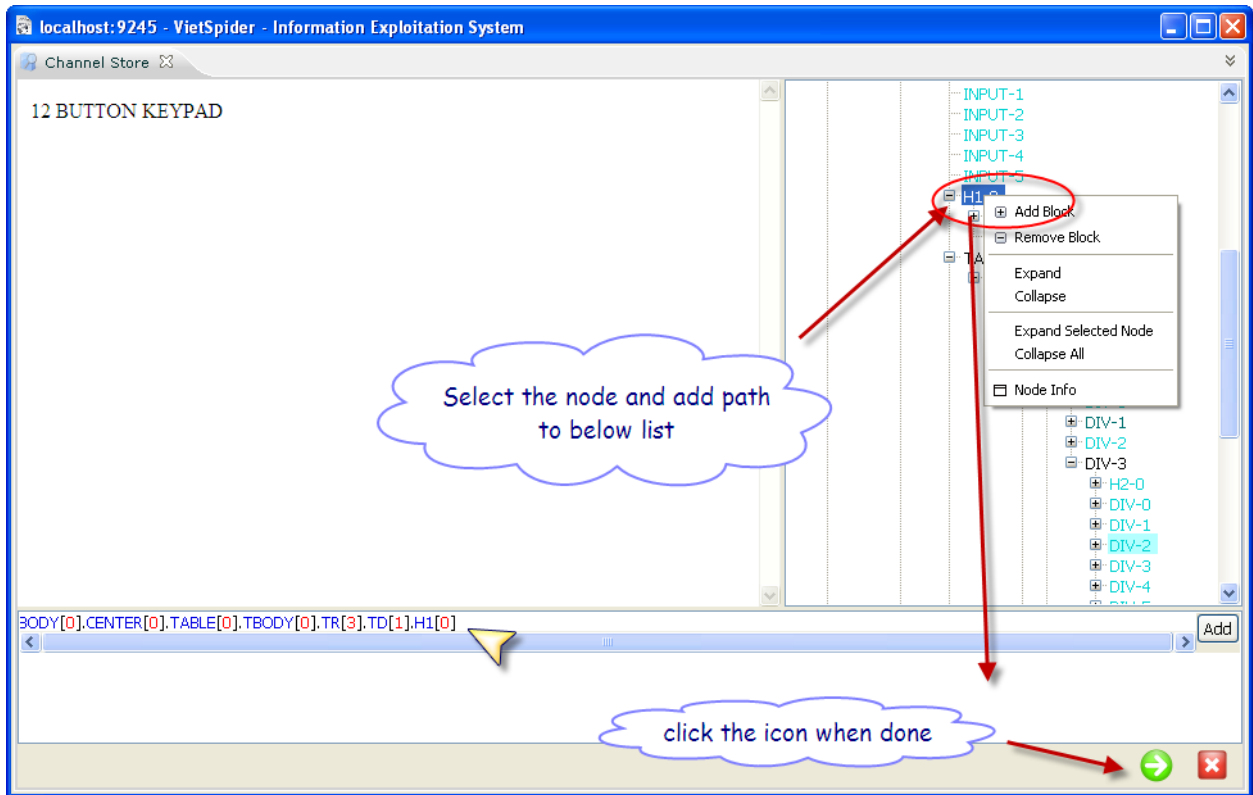 localhost:9245 - VietSpider - Information Exploitation System
Channel Store
12 BUTTON KEYPAD
INPUT-1
INPUT-2
INPUT-3
INPUT-4
INPUT-5
H1-0
Add Block
Remove Block
TA
Expand
Collapse
Expand Selected Node
Collapse All
Node Info
Select the node and add path
to below list
DIV-1
DIV-2
DIV-3
H2-0
DIV-0
DIV-1
DIV-2
DIV-3
DIV-4
BODY[0].CENTER[0].TABLE[0].TBODY[0].TR[3].TD[1].H1[0]
Add
click the icon when done